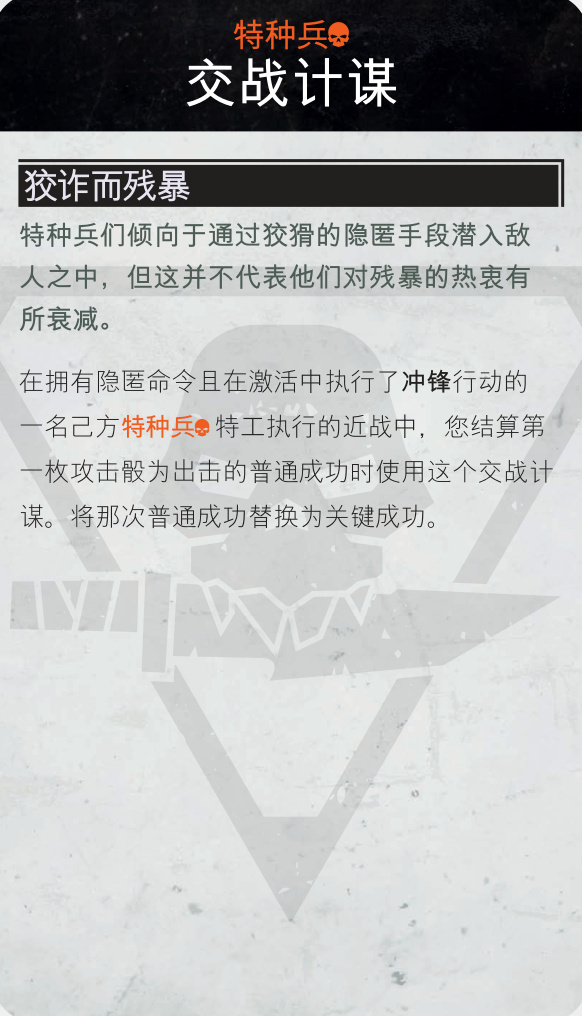 特种兵
交战计谋
狡诈而残暴
特种兵们倾向于通过狡猾的隐匿手段潜入敌
人之中，但这并不代表他们对残暴的热衷有
所衰减。
在拥有隐匿命令且在激活中执行了冲锋行动的
一名己方特种兵特工执行的近战中，您结算第
一枚攻击骰为出击的普通成功时使用这个交战计
谋。将那次普通成功替换为关键成功。